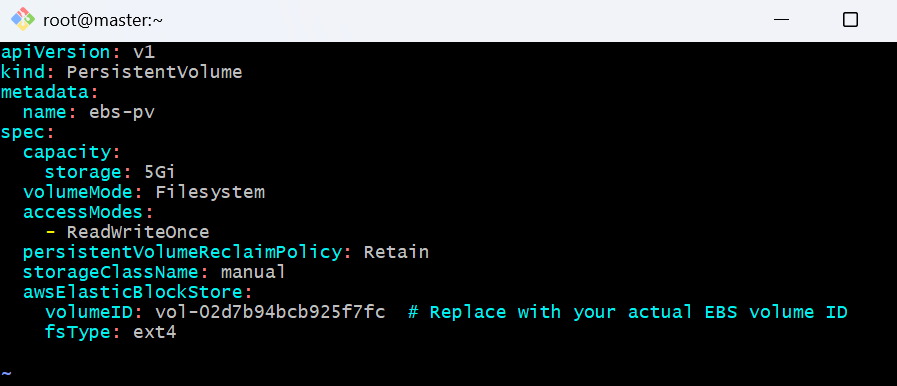 root@master:~
apiVersion: v1
kind: PersistentVolume
metadata:
  name: ebs-pv
spec:
  capacity:
    storage: 5Gi
  volumeMode: Filesystem
  accessModes:
    - ReadWriteOnce
  persistentVolumeReclaimPolicy: Retain
  storageClassName: manual
  awsElasticBlockStore:
    volumeID: vol-02d7b94bcb925f7fc  # Replace with your actual EBS volume ID
    fsType: ext4
~